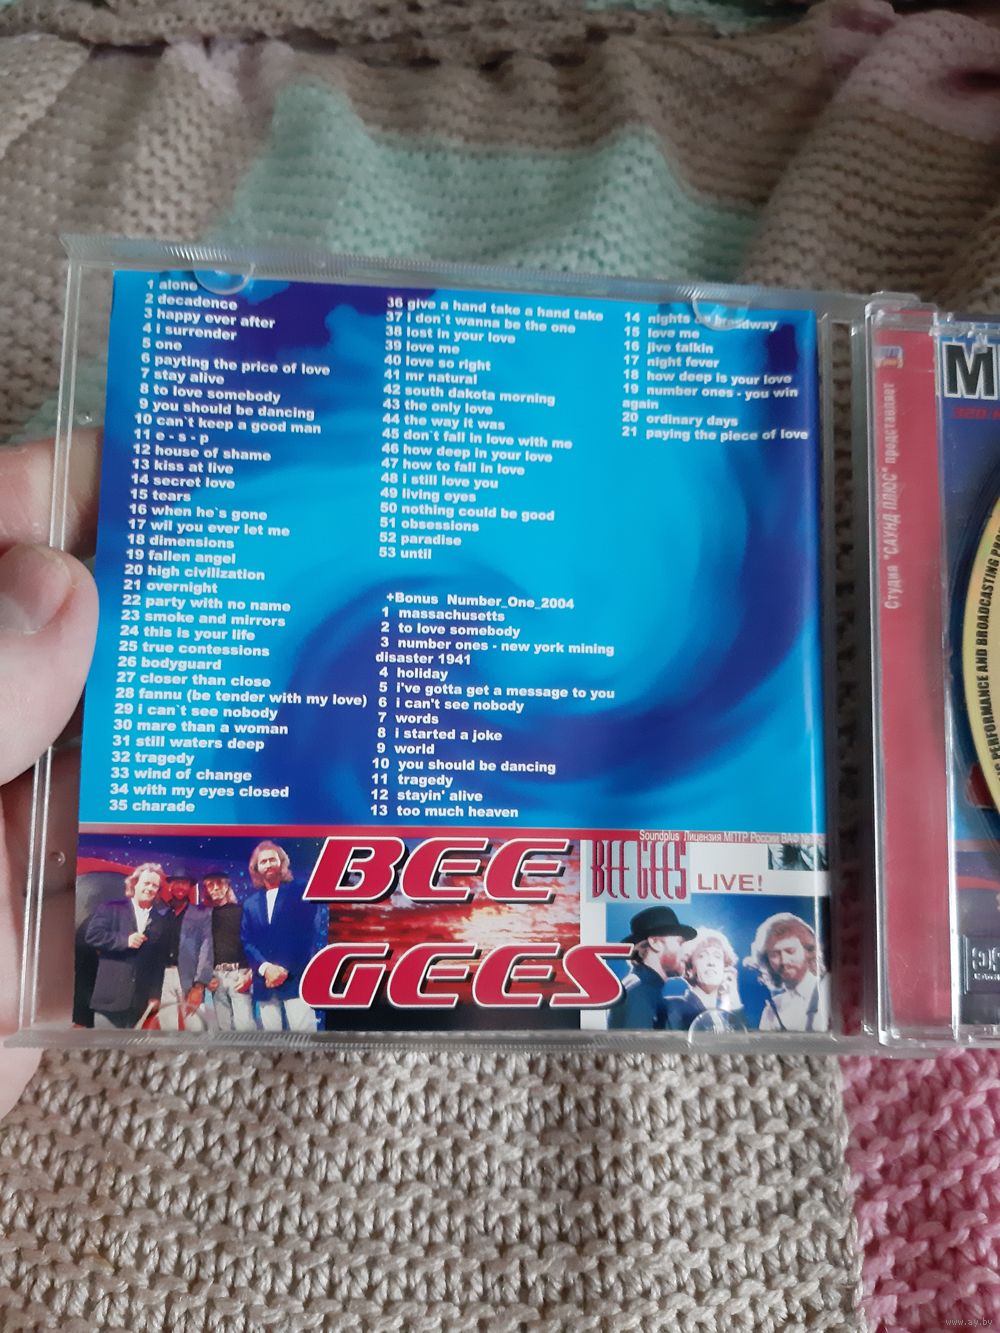 1 alone
2 decadence
3 happy ever after
4 i surrender
5 one
6 payting the price of love
7 stay alive
8 to love somebody
9 you should be dancing
10 can`t keep a good man
11 e - s - p
12 house of shame
13 kiss at live
14 secret love
15 tears
16 when he`s gone
17 wil you ever let me
18 dimensions
19 fallen angel
20 high civilization
21 overnight
22 party with no name
23 smoke and mirrors
24 this is your life
25 true contessions
26 bodyguard
27 closer than close
28 fannu (be tender with my love)
29 i can`t see nobody
30 mare than a woman
31 still waters deep
32 tragedy
33 wind of change
34 with my eyes closed
35 charade
36 give a hand take a hand take
37 i don`t wanna be the one
38 lost in your love
39 love me
40 love so right
41 mr natural
42 south dakota morning
43 the only love
44 the way it was
45 don`t fall in love with me
46 how deep in your love
47 how to fall in love
48 i still love you
49 living eyes
50 nothing could be good
51 obsessions
52 paradise
53 until
+Bonus Number_One_2004
1 massachusetts
2 to love somebody
3 number ones - new york mining
disaster 1941
4 holiday
5 i've gotta get a message to you
6 i can't see nobody
7 words
8 i started a joke
9 world
10 you should be dancing
11 tragedy
12 stayin' alive
13 too much heaven
14 nights on broadway
15 love me
16 jive talkin
17 night fever
18 how deep is your love
19 number ones - you win
again
20 ordinary days
21 paying the piece of love
Soundplus Лицензия МПТР России ВАФ
BEE
GEES
BEE GEES
LIVE!
Студия "САУНД ПЛЮС" представляет
M
320
PERFORMANCE AND BROADCASTING
www.ay.by